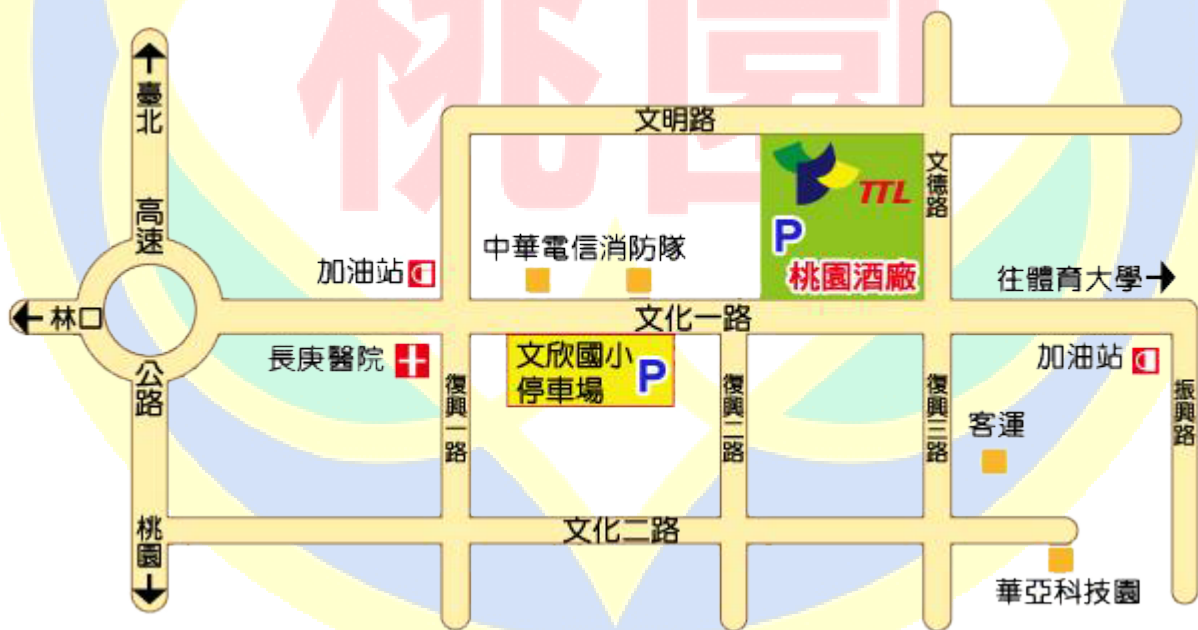 桃園
臺北
文明路
文德路
TTL
高速
中華電信
消防隊
P
加油站
桃園酒廠
往體育大學
林口
文化一路
長庚醫院
文欣國小
停車場
P
加油站
公路
復興一路
復興二路
復興三路
振興路
客運
桃園
文化二路
華亞科技園